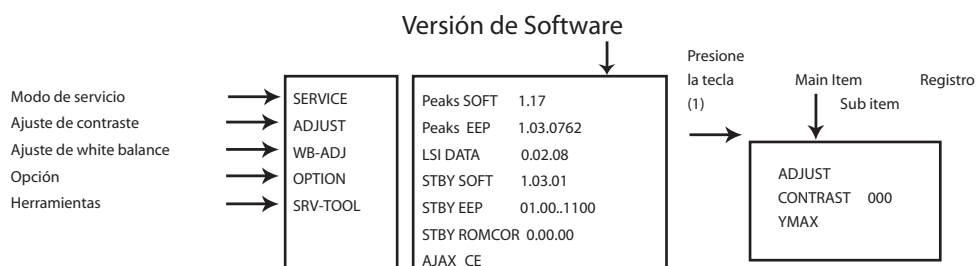 Versión de Software
Modo de servicio
Ajuste de contraste
Ajuste de white balance
Opción
Herramientas
SERVICE
ADJUST
WB-ADJ
OPTION
SRV-TOOL
Peaks SOFT 1.17
Peaks EEP 1.03.0762
LSI DATA 0.02.08
STBY SOFT 1.03.01
STBY EEP 01.00..1100
STBY ROMCOR 0.00.00
AJAX CE
Presione
la tecla
(1)
Main Item Registro
Sub item
ADJUST
CONTRAST 000
YMAX